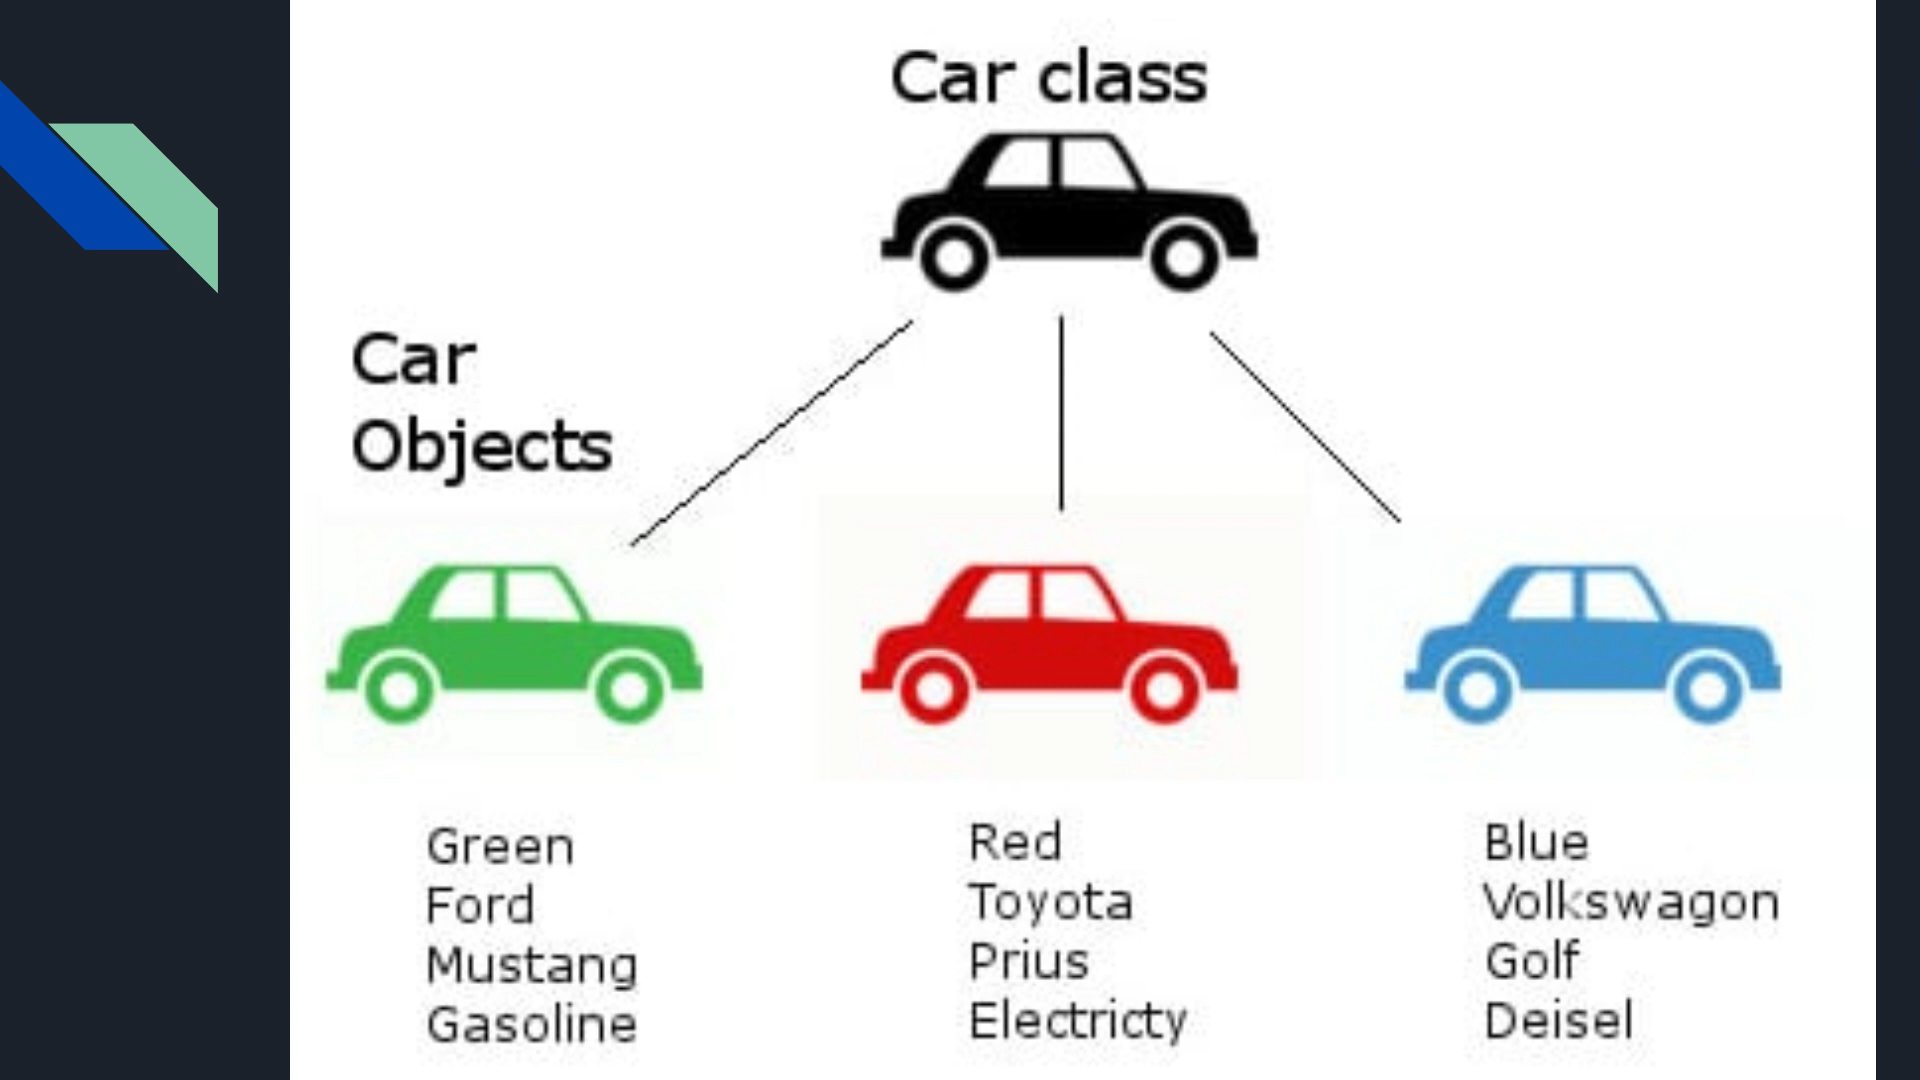 Car class
Car
Objects
Green
Ford
Mustang
Gasoline
Red
Toyota
Prius
Electricty
Blue
Volkswagon
Golf
Deisel